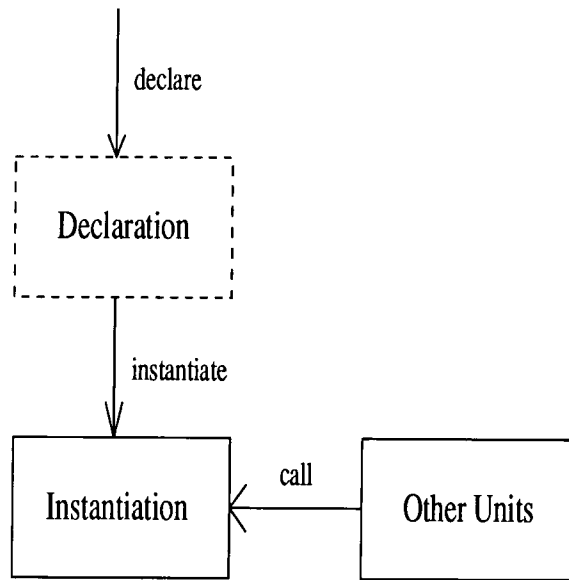 declare
Declaration
instantiate
Instantiation
call
Other Units